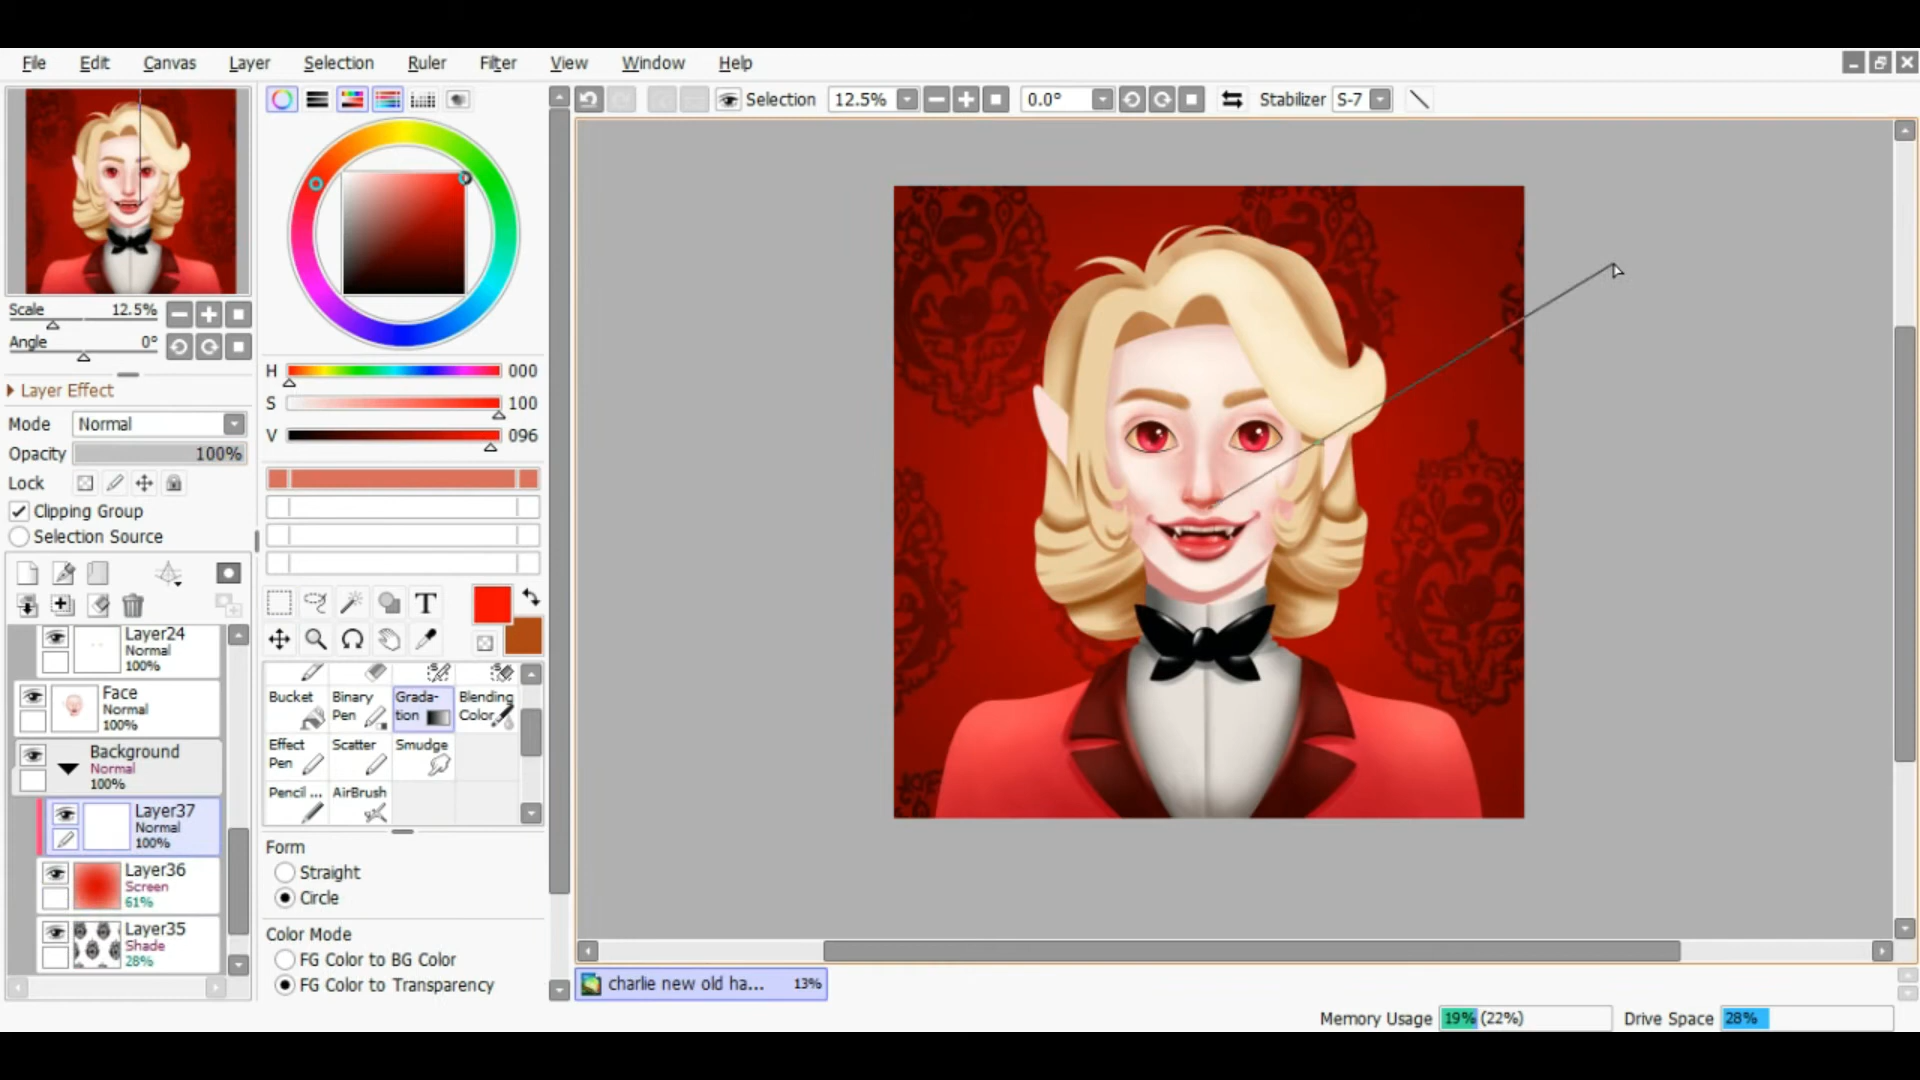 File Edit Canvas Layer Selection Ruler Filter View Window Help
Selection 12.5% 0.0° Stabilizer S-7
Scale 12.5%
Angle 0°
Layer Effect
Mode Normal
Opacity 100%
Lock
Clipping Group
Selection Source
Layer24
Normal
100%
Face
Normal
100%
Background
Normal
100%
Layer37
Normal
100%
Layer36
Screen
61%
Layer35
Shade
28%
H 000
S 100
V 096
T
Bucket
Binary
Pen
Grada-
tion
Blending
Color
Effect
Pen
Scatter
Smudge
Pencil ...
AirBrush
Form
Straight
Circle
Color Mode
FG Color to BG Color
FG Color to Transparency
charlie new old ha... 13%
Memory Usage 19% (22%) Drive Space 28%